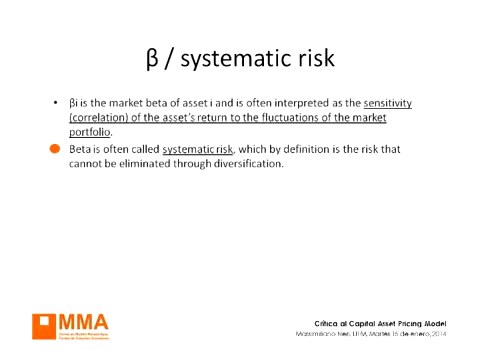 β / systematic risk
• βi is the market beta of asset i and is often interpreted as the sensitivity
(correlation) of the asset's return to the fluctuations of the market
portfolio.
Beta is often called systematic risk, which by definition is the risk that
cannot be eliminated through diversification.
MMA
Crítica al Capital Asset Pricing Model
Massimiliano Neri, UFM, Martes 15 de enero, 2014